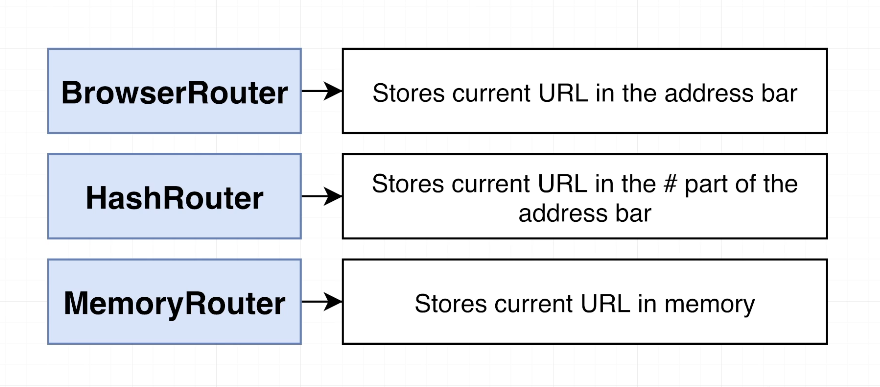 BrowserRouter
Stores current URL in the address bar
HashRouter
Stores current URL in the # part of the
address bar
MemoryRouter
Stores current URL in memory